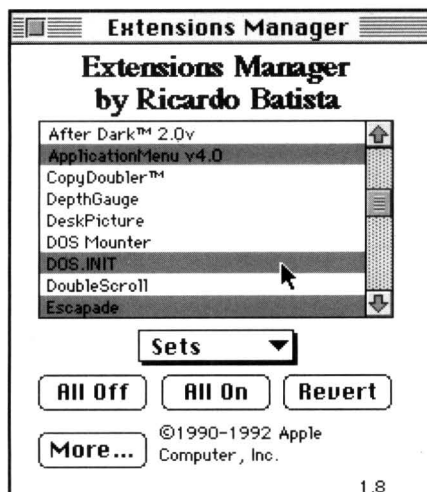 Extensions Manager
Extensions Manager
by Ricardo Batista
After Dark™ 2.0v
ApplicationMenu v4.0
CopyDoubler™
DepthGauge
DeskPicture
DOS Mounter
DOS.INIT
DoubleScroll
Escapade
Sets
All Off All On Revert
More... ©1990-1992 Apple
Computer, Inc.
1.8